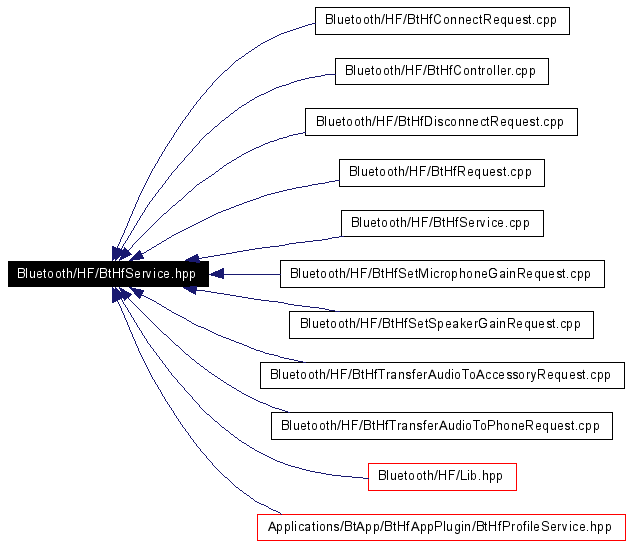 Bluetooth/HF/BtHfConnectRequest.cpp
Bluetooth/HF/BtHfController.cpp
Bluetooth/HF/BtHfDisconnectRequest.cpp
Bluetooth/HF/BtHfRequest.cpp
Bluetooth/HF/BtHfService.cpp
Bluetooth/HF/BtHfService.hpp
Bluetooth/HF/BtHfSetMicrophoneGainRequest.cpp
Bluetooth/HF/BtHfSetSpeakerGainRequest.cpp
Bluetooth/HF/BtHfTransferAudioToAccessoryRequest.cpp
Bluetooth/HF/BtHfTransferAudioToPhoneRequest.cpp
Bluetooth/HF/Lib.hpp
Applications/BtApp/BtHfAppPlugin/BtHfProfileService.hpp